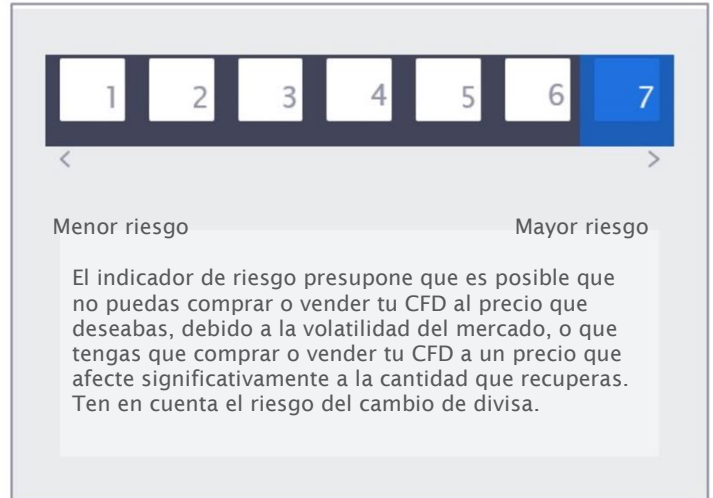 1 2 3 4 5 6 7
< >
Menor riesgo Mayor riesgo
El indicador de riesgo presupone que es posible que
no puedas comprar o vender tu CFD al precio que
deseabas, debido a la volatilidad del mercado, o que
tengas que comprar o vender tu CFD a un precio que
afecte significativamente a la cantidad que recuperas.
Ten en cuenta el riesgo del cambio de divisa.